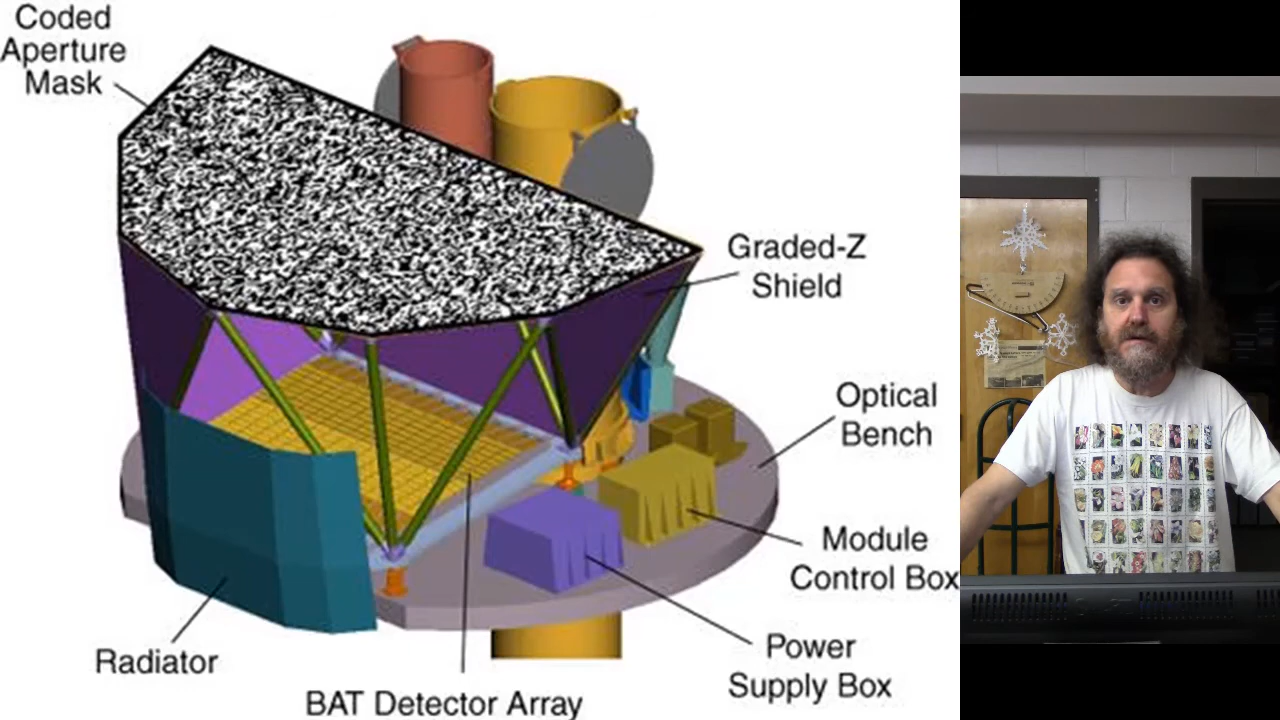 Coded
Aperture
Mask
Graded-Z
Shield
Optical
Bench
Module
Control Box
Power
Supply Box
Radiator
BAT Detector Array